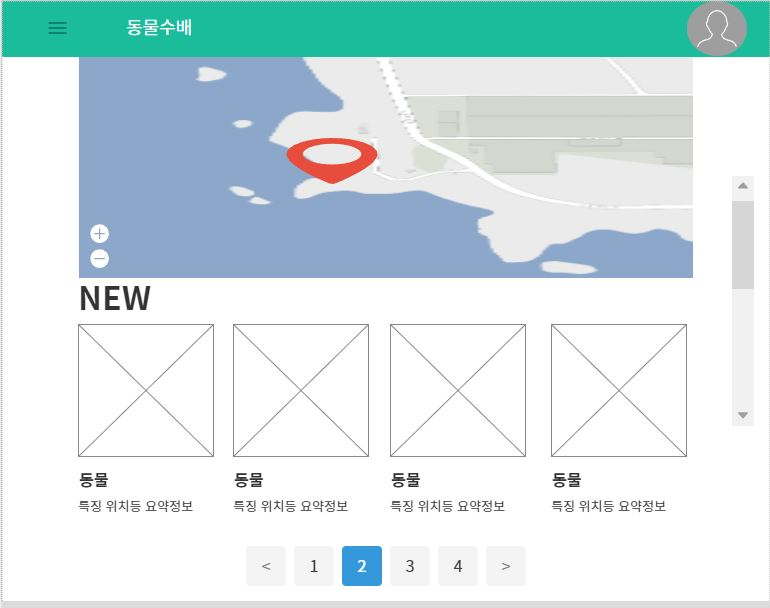 동물수배
NEW
동물 동물 동물 동물
특징 위치등 요약정보 특징 위치등 요약정보 특징 위치등 요약정보 특징 위치등 요약정보
< 1 2 3 4 >